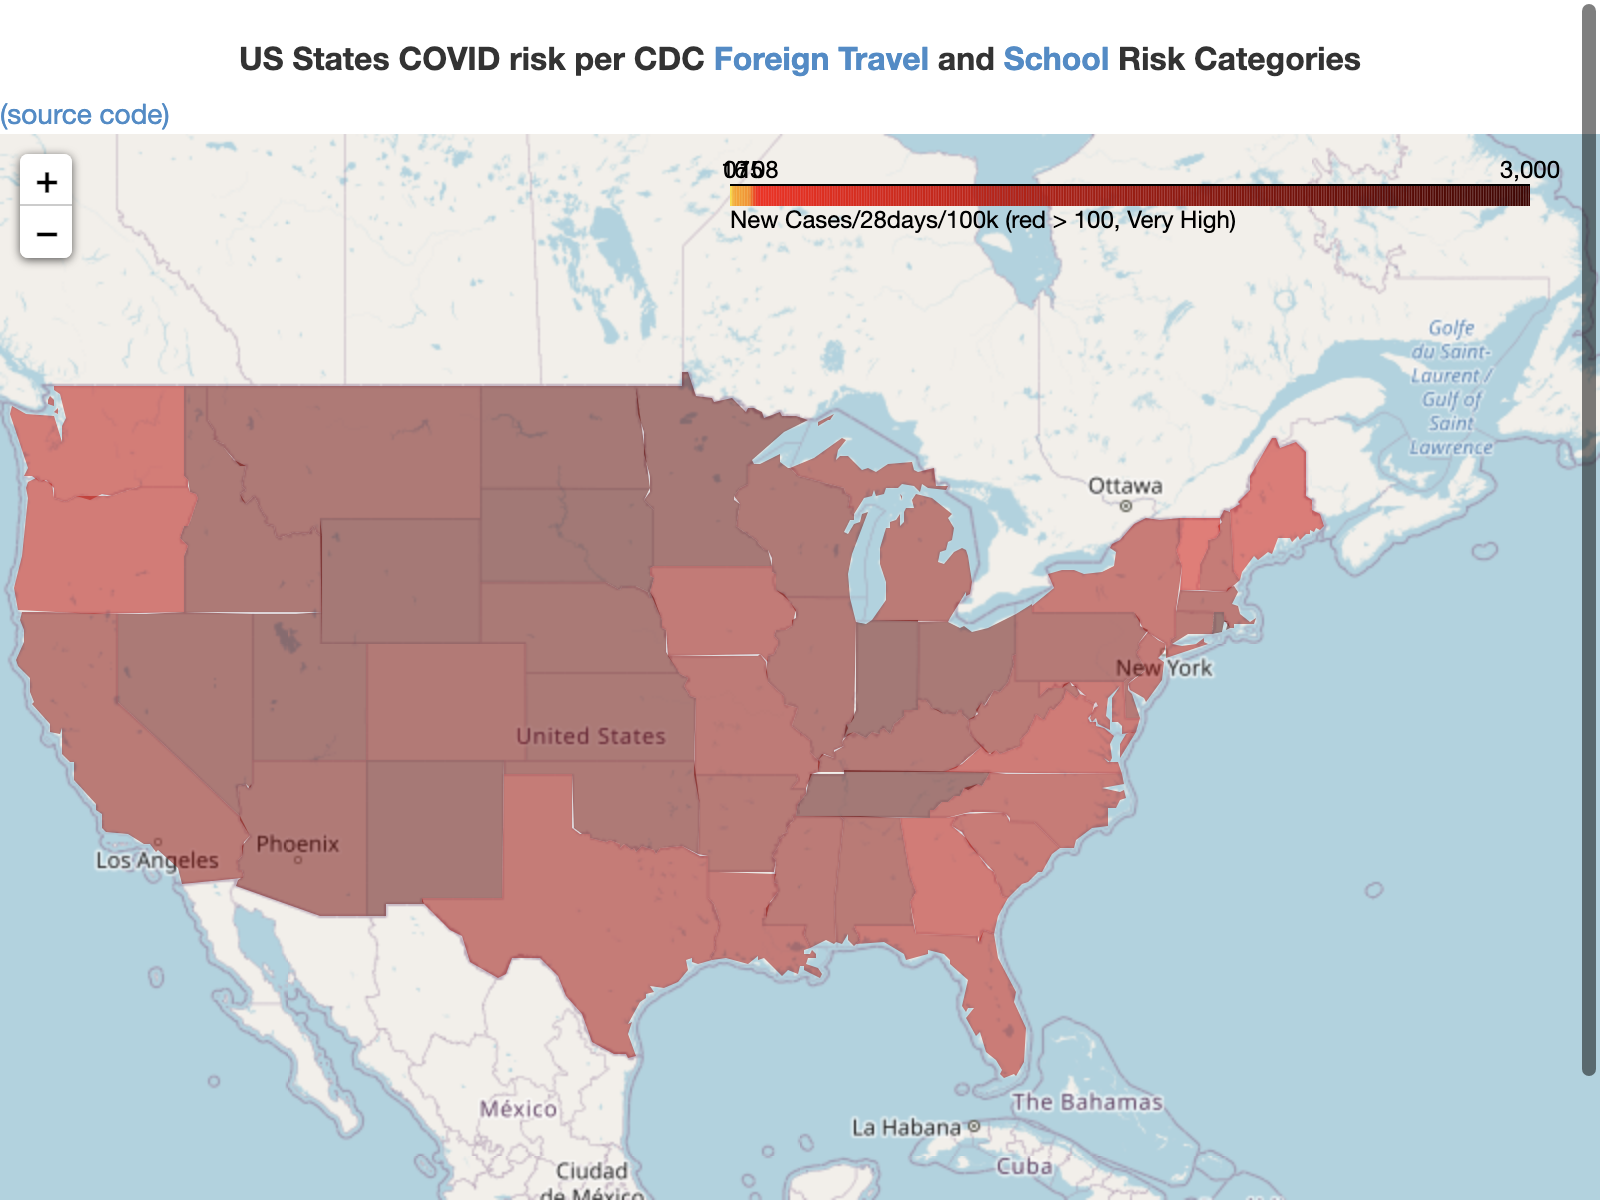 US States COVID risk per CDC Foreign Travel and School Risk Categories
(source code)
+
−
3,000
New Cases/28days/100k (red > 100, Very High)
Golfe
du Saint-
Laurent /
Gulf of
Saint
Lawrence
Ottawa
New York
United States
Phoenix
Los Angeles
México
The Bahamas
La Habana
Cuba
Ciudad
de México